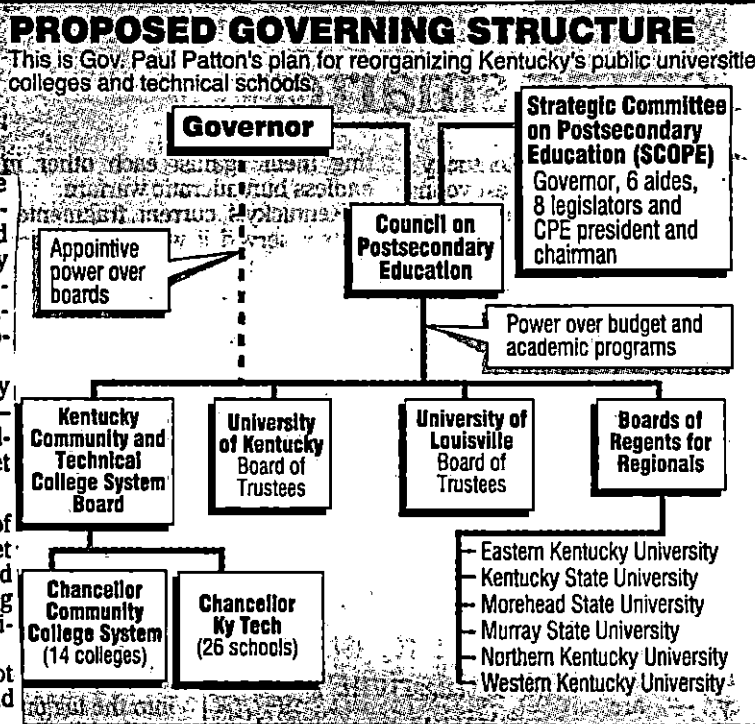 PROPOSED GOVERNING STRUCTURE
This is Gov. Paul Patton's plan for reorganizing Kentucky's public universitie
colleges and technical schools.
Governor
Strategic Committee
on Postsecondary
Education (SCOPE)
Governor, 6 aides,
8 legislators and
CPE president and
chairman
Council on
Postsecondary
Education
Appointive
power over
boards
Power over budget and
academic programs
Kentucky
Community and
Technical
College System
Board
University
of Kentucky
Board of
Trustees
University of
Louisville
Board of
Trustees
Boards of
Regents for
Regionals
Chancellor
Community
College System
(14 colleges)
Chancellor
Ky Tech
(26 schools)
Eastern Kentucky University
Kentucky State University
Morehead State University
Murray State University
Northern Kentucky University
Western Kentucky University